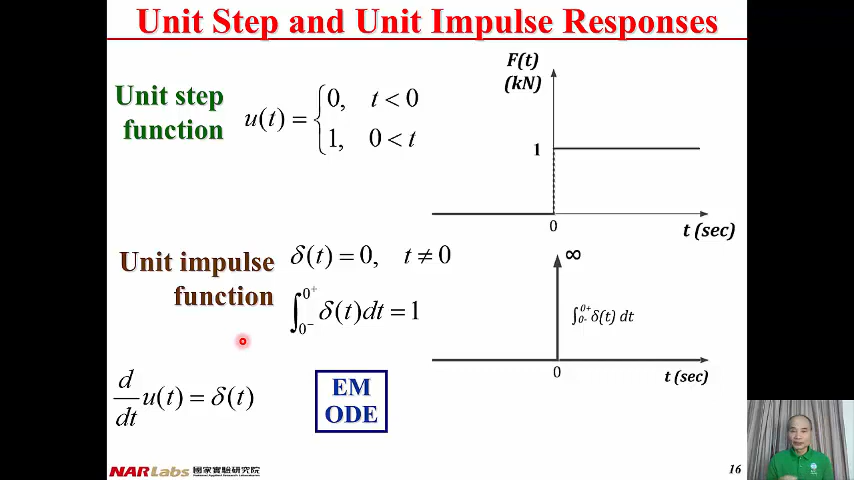 Unit Step and Unit Impulse Responses
Unit step
function
u(t) = { 0, t < 0
1, 0 < t
F(t)
(kN)
1
0
t (sec)
Unit impulse
function
δ(t) = 0, t ≠ 0
∫_{0⁻}^{0⁺} δ(t)dt = 1
∞
∫_{0-}^{0+} δ(t) dt
0
t (sec)
d/dt u(t) = δ(t)
EM
ODE
NARLabs 國家實驗研究院
16